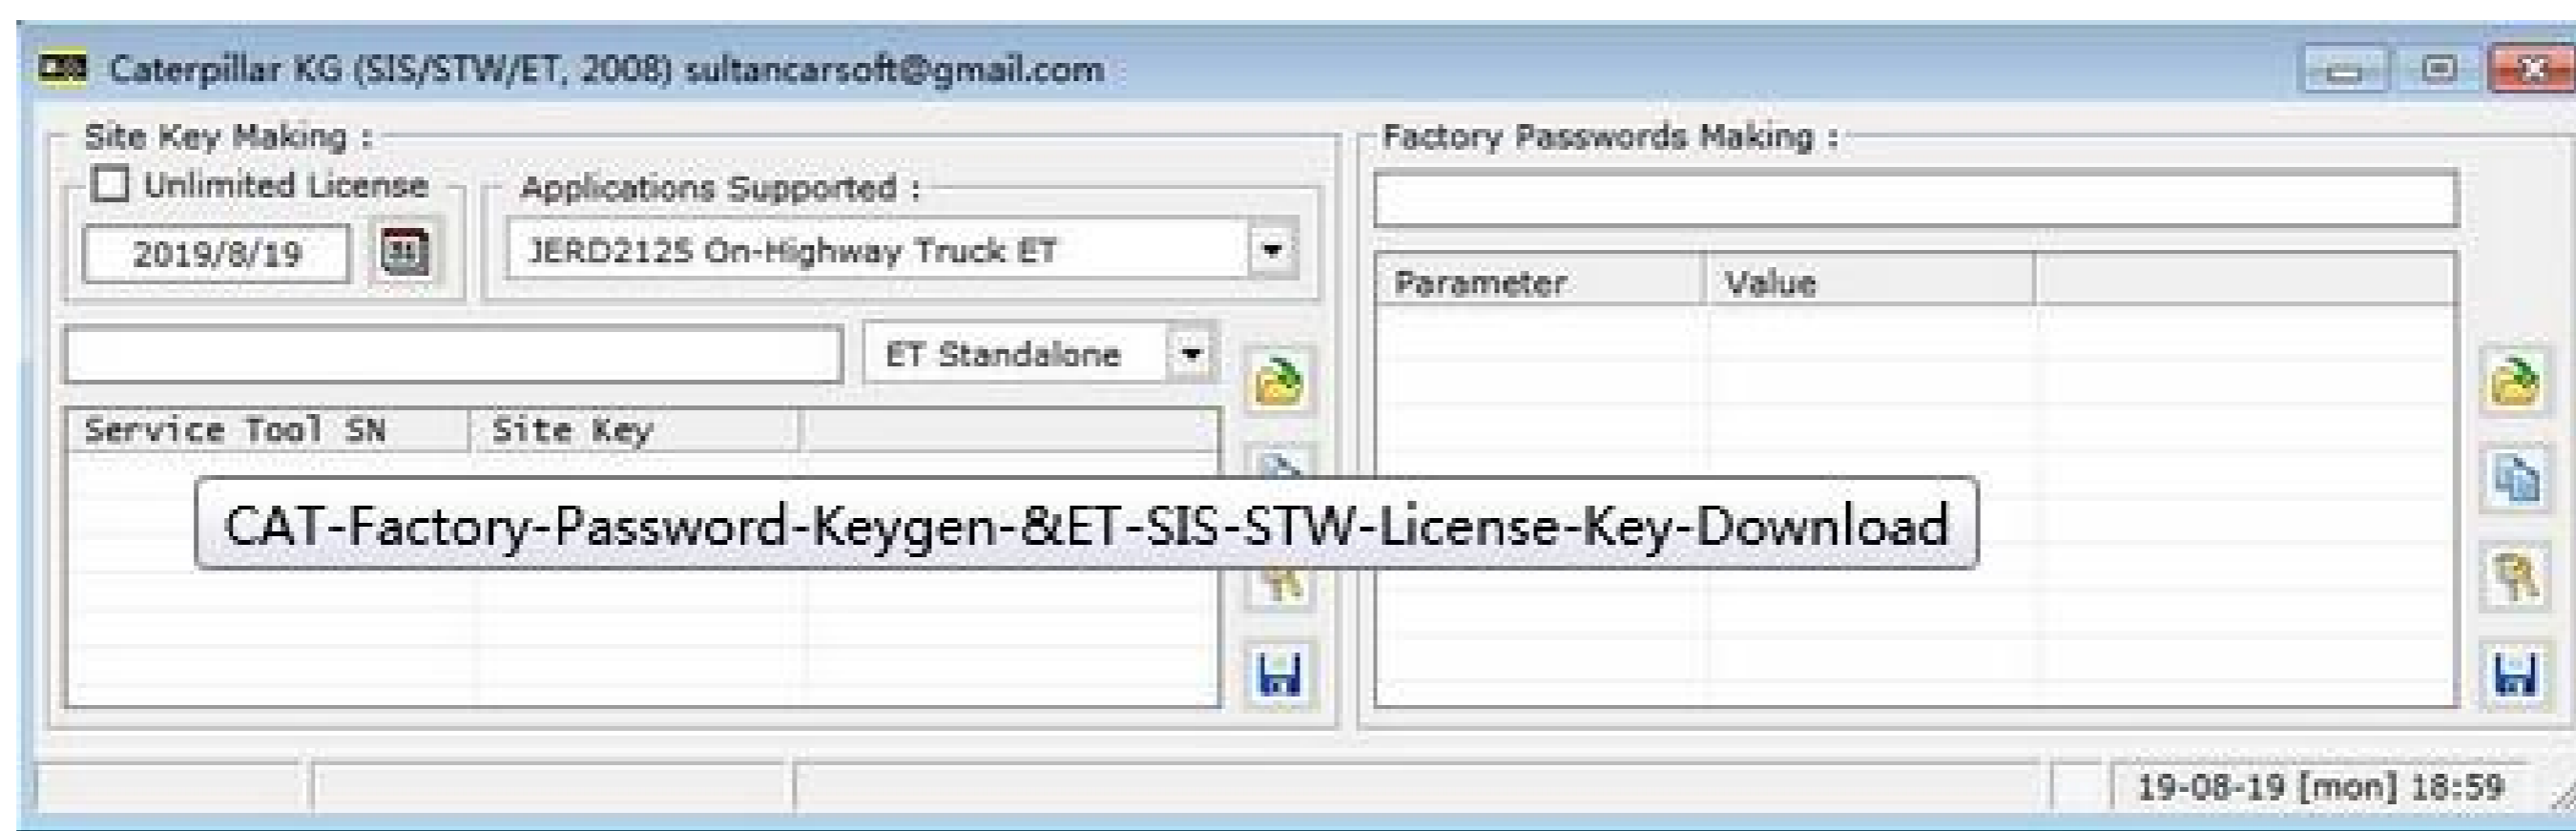 Caterpillar KG (SIS/STW/ET, 2008) sultancarsoft@gmail.com
Site Key Making :
Unlimited License
2019/8/19
31
Applications Supported :
JERD2125 On-Highway Truck ET
ET Standalone
Service Tool SN
Site Key
Factory Passwords Making :
Parameter
Value
CAT-Factory-Password-Keygen-&ET-SIS-STW-License-Key-Download
19-08-19 [mon] 18:59